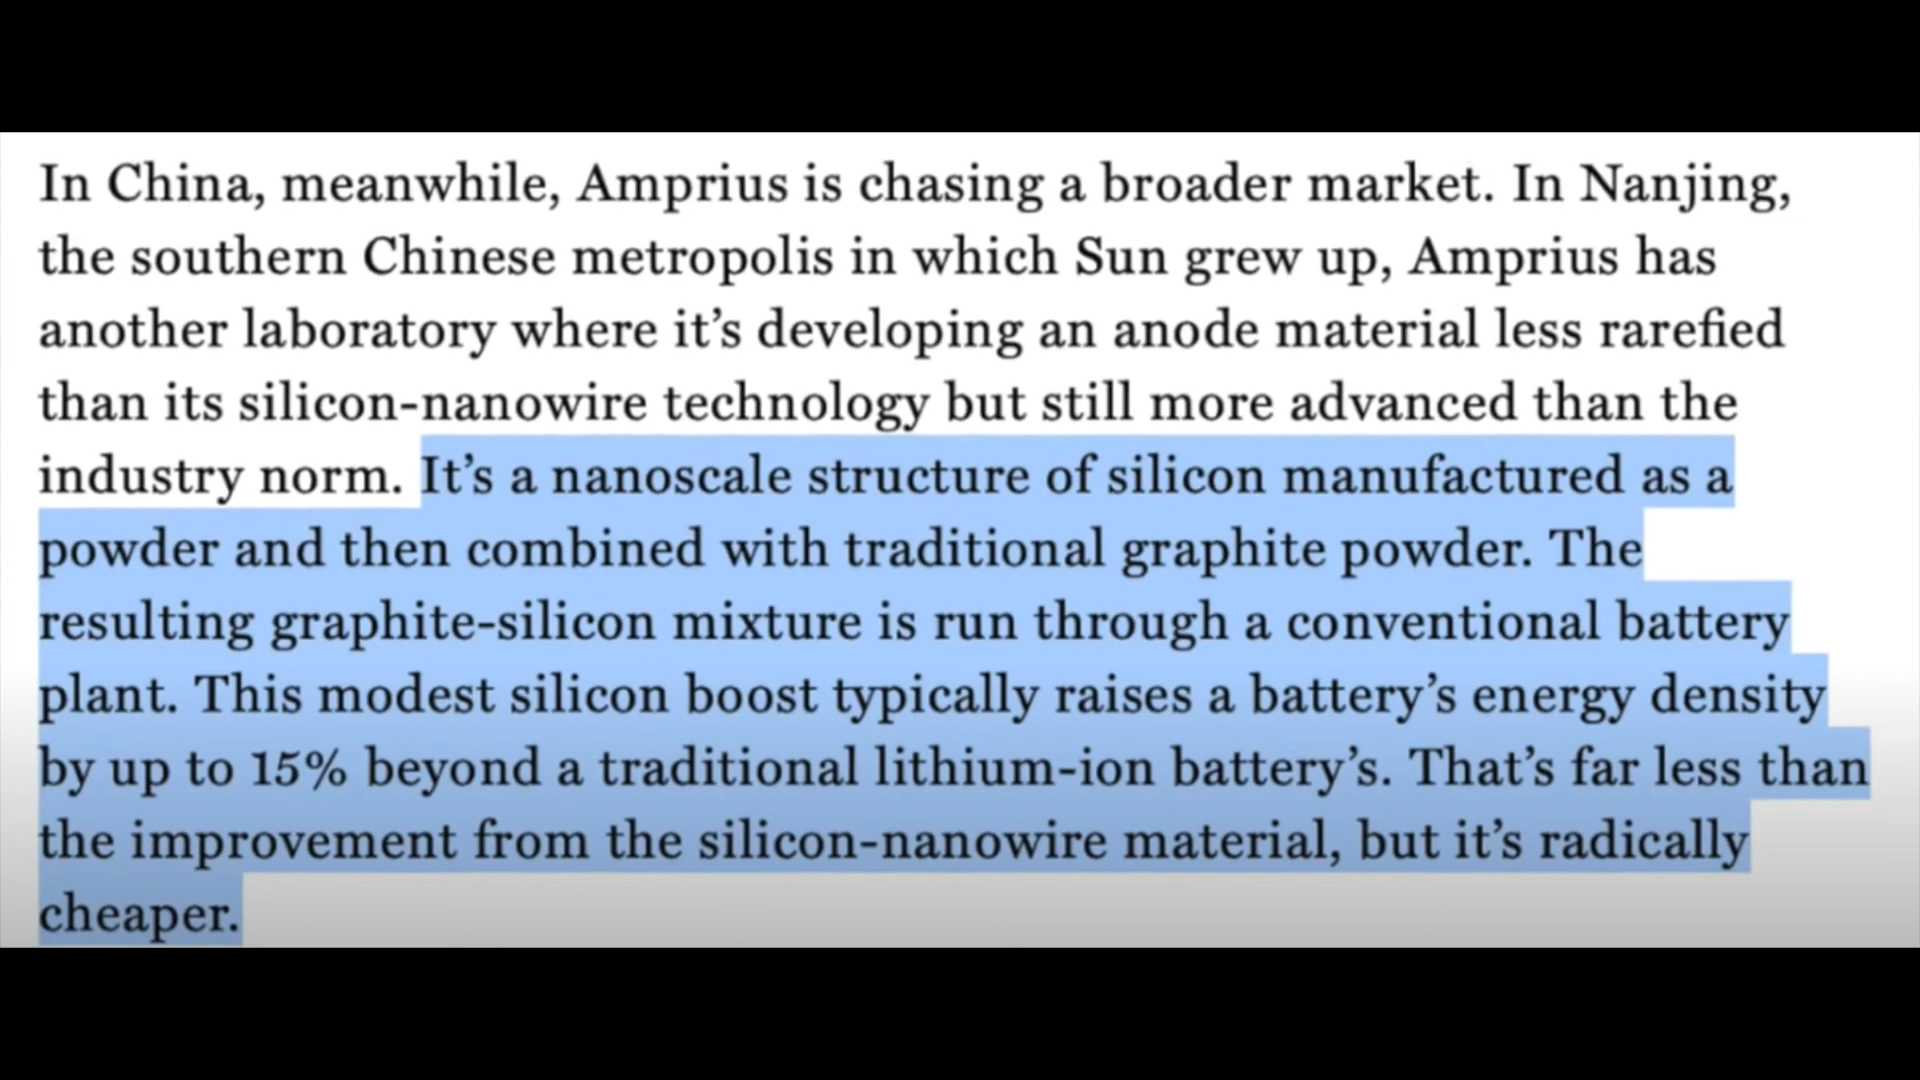 In China, meanwhile, Amprius is chasing a broader market. In Nanjing,
the southern Chinese metropolis in which Sun grew up, Amprius has
another laboratory where it’s developing an anode material less rarefied
than its silicon-nanowire technology but still more advanced than the
industry norm. It’s a nanoscale structure of silicon manufactured as a
powder and then combined with traditional graphite powder. The
resulting graphite-silicon mixture is run through a conventional battery
plant. This modest silicon boost typically raises a battery’s energy density
by up to 15% beyond a traditional lithium-ion battery’s. That’s far less than
the improvement from the silicon-nanowire material, but it’s radically
cheaper.